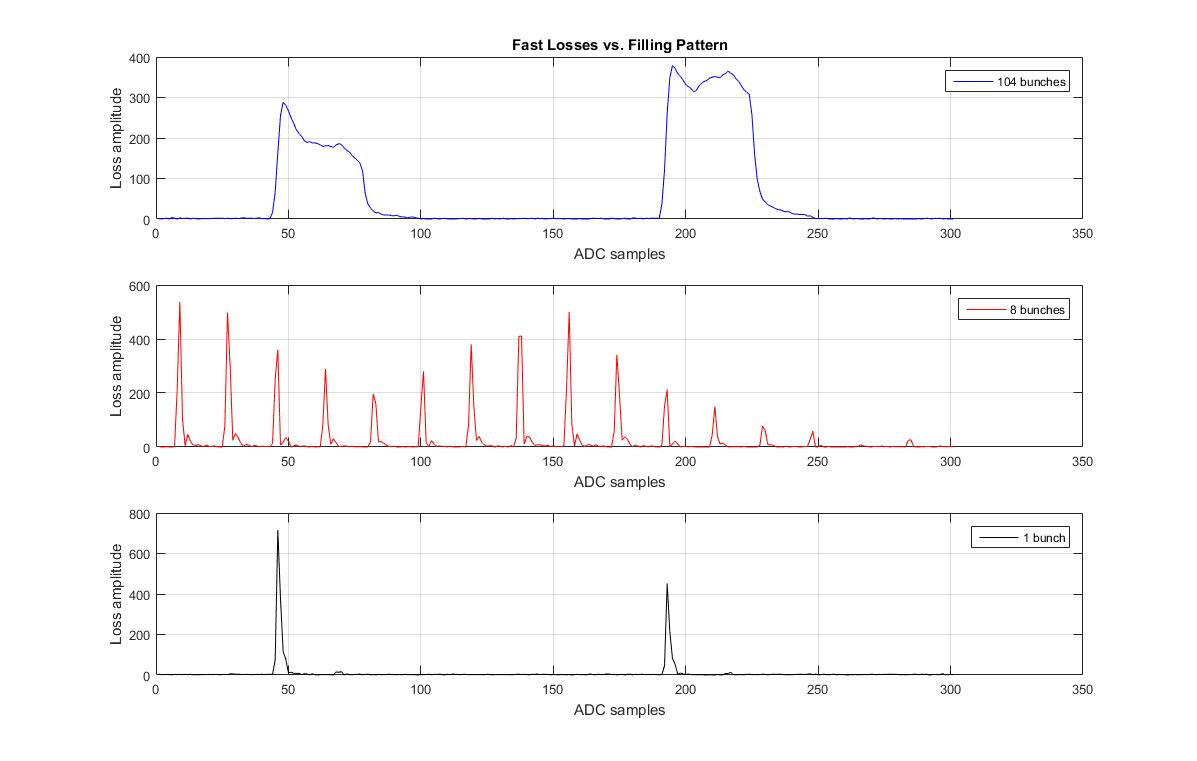 Fast Losses vs. Filling Pattern
400
300
200
100
0
Loss amplitude
104 bunches
0 50 100 150 200 250 300 350
ADC samples
600
400
200
0
Loss amplitude
8 bunches
0 50 100 150 200 250 300 350
ADC samples
800
600
400
200
0
Loss amplitude
1 bunch
0 50 100 150 200 250 300 350
ADC samples